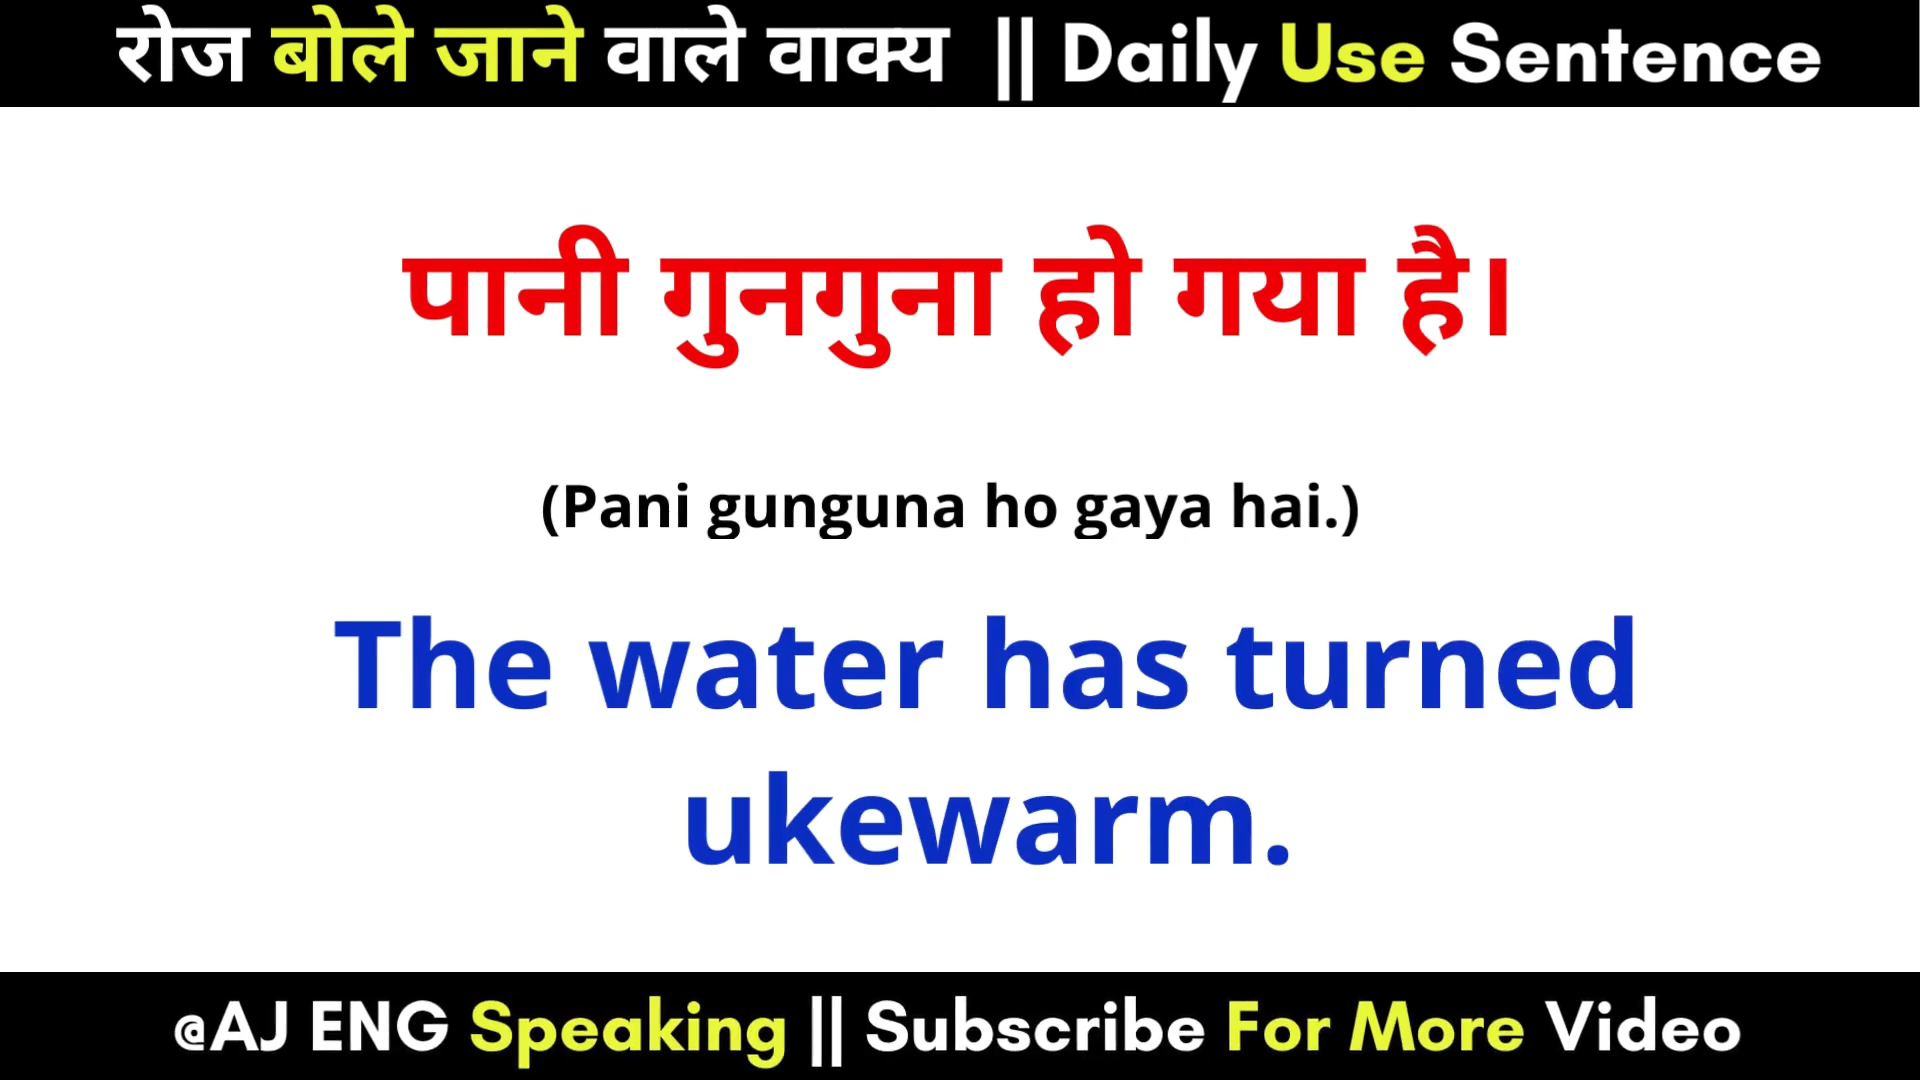 रोज बोले जाने वाले वाक्य || Daily Use Sentence
पानी गुनगुना हो गया है।
(Pani gunguna ho gaya hai.)
The water has turned
ukewarm.
@AJ ENG Speaking || Subscribe For More Video